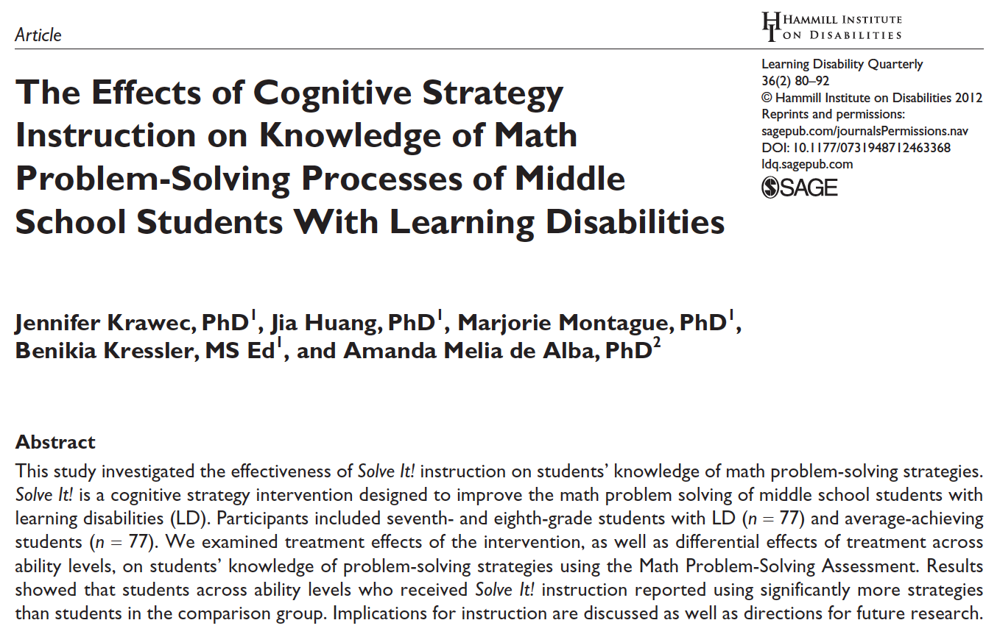 Article
HAMMILL INSTITUTE
ON DISABILITIES
The Effects of Cognitive Strategy
Instruction on Knowledge of Math
Problem-Solving Processes of Middle
School Students With Learning Disabilities
Learning Disability Quarterly
36(2) 80–92
© Hammill Institute on Disabilities 2012
Reprints and permissions:
sagepub.com/journalsPermissions.nav
DOI: 10.1177/0731948712463368
ldq.sagepub.com
SAGE
Jennifer Krawec, PhD1, Jia Huang, PhD1, Marjorie Montague, PhD1,
Benikia Kressler, MS Ed1, and Amanda Melia de Alba, PhD2
Abstract
This study investigated the effectiveness of Solve It! instruction on students’ knowledge of math problem-solving strategies.
Solve It! is a cognitive strategy intervention designed to improve the math problem solving of middle school students with
learning disabilities (LD). Participants included seventh- and eighth-grade students with LD (n = 77) and average-achieving
students (n = 77). We examined treatment effects of the intervention, as well as differential effects of treatment across
ability levels, on students’ knowledge of problem-solving strategies using the Math Problem-Solving Assessment. Results
showed that students across ability levels who received Solve It! instruction reported using significantly more strategies
than students in the comparison group. Implications for instruction are discussed as well as directions for future research.